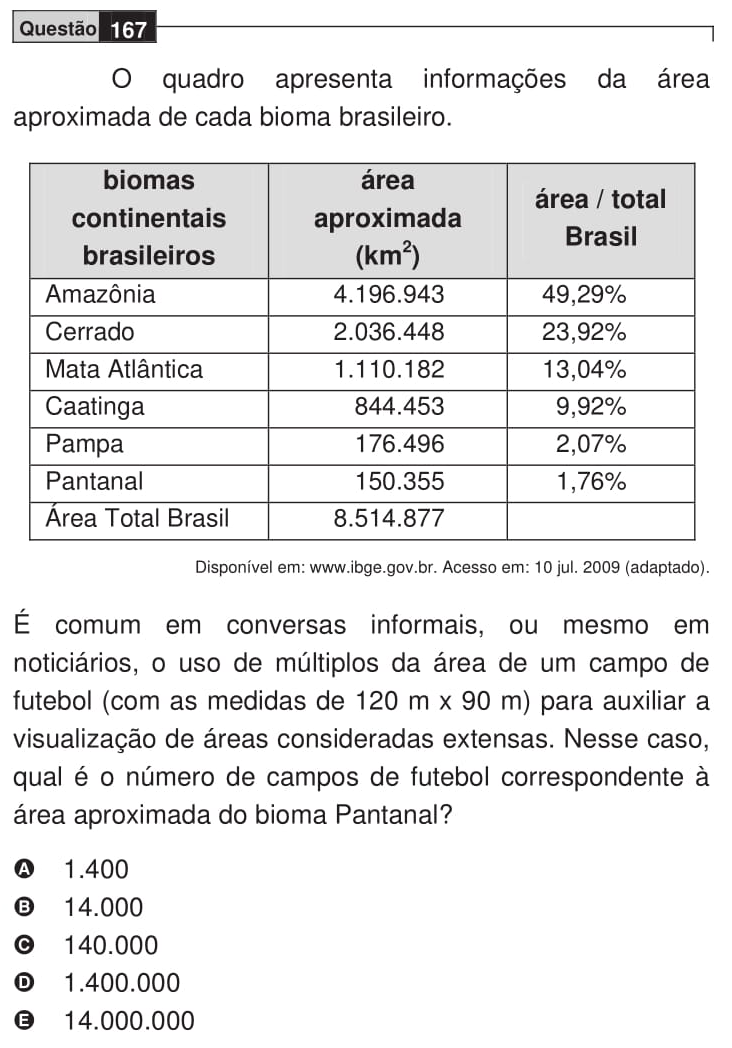 Questão 167
O quadro apresenta informações da área
aproximada de cada bioma brasileiro.
biomas continentais brasileiros área aproximada (km²) área / total Brasil
Amazônia 4.196.943 49,29%
Cerrado 2.036.448 23,92%
Mata Atlântica 1.110.182 13,04%
Caatinga 844.453 9,92%
Pampa 176.496 2,07%
Pantanal 150.355 1,76%
Área Total Brasil 8.514.877
Disponível em: www.ibge.gov.br. Acesso em: 10 jul. 2009 (adaptado).
É comum em conversas informais, ou mesmo em
noticiários, o uso de múltiplos da área de um campo de
futebol (com as medidas de 120 m x 90 m) para auxiliar a
visualização de áreas consideradas extensas. Nesse caso,
qual é o número de campos de futebol correspondente à
área aproximada do bioma Pantanal?
A 1.400
B 14.000
C 140.000
D 1.400.000
E 14.000.000